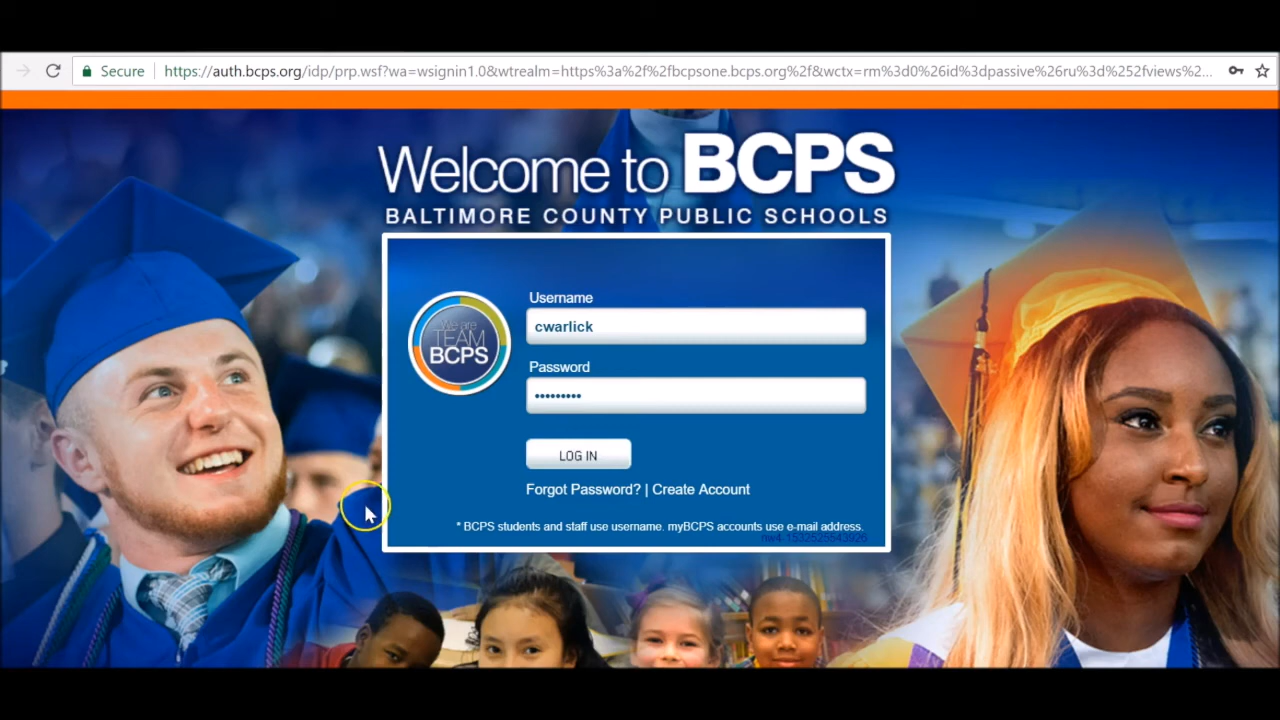 Secure https://auth.bcps.org/idp/prp.wsf?wa=wsignin1.0&wtrealm=https%3a%2f%2fbcpsone.bcps.org%2f&wctx=rm%3d0%26id%3dpassive%26ru%3d%252fviews%2...
Welcome to BCPS
BALTIMORE COUNTY PUBLIC SCHOOLS
We are
TEAM
BCPS
Username
cwarlick
Password
•••••••••
LOG IN
Forgot Password? | Create Account
* BCPS students and staff use username. myBCPS accounts use e-mail address.
nw4-1532525543926